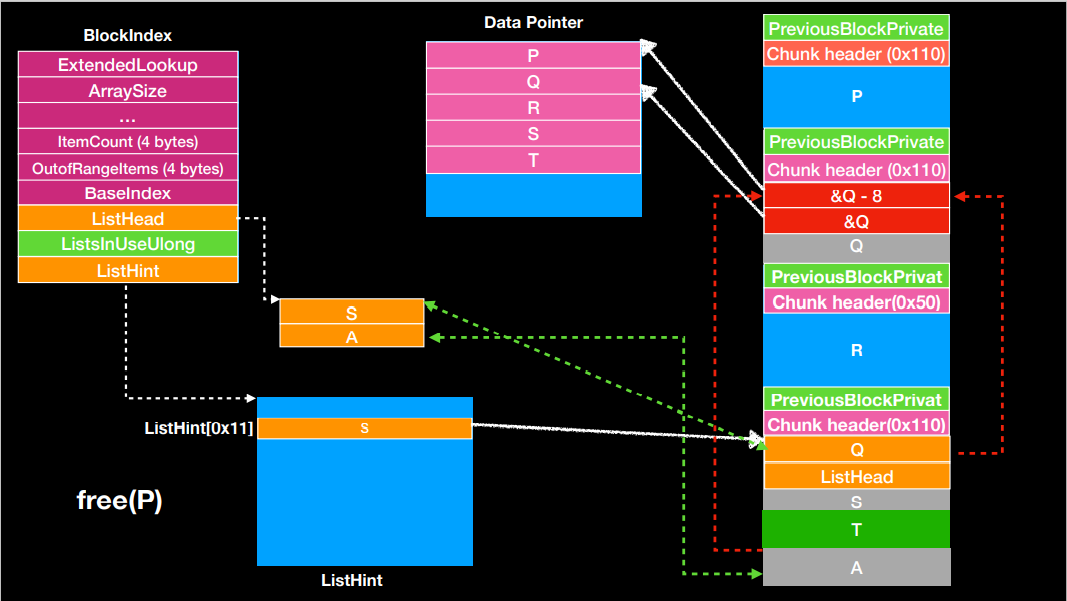 BlockIndex
ExtendedLookup
ArraySize
...
ItemCount (4 bytes)
OutofRangeItems (4 bytes)
BaseIndex
ListHead
ListsInUseUlong
ListHint
Data Pointer
P
Q
R
S
T
S
A
ListHint[0x11]
s
ListHint
free(P)
PreviousBlockPrivate
Chunk header (0x110)
P
PreviousBlockPrivate
Chunk header (0x110)
&Q - 8
&Q
Q
PreviousBlockPrivat
Chunk header(0x50)
R
PreviousBlockPrivat
Chunk header(0x110)
Q
ListHead
S
T
A